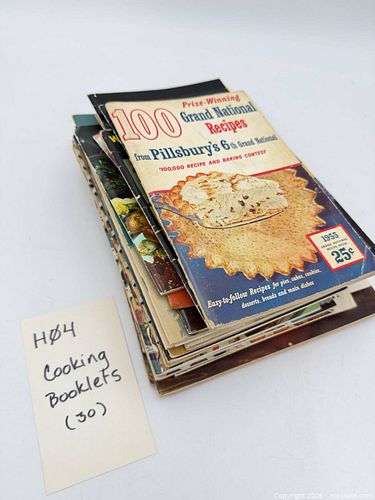 Prize-Winning
100 Grand National
Recipes
from Pillsbury's 6th Grand National
$100,000 RECIPE AND BAKING CONTEST
1955
25¢
Easy-to-follow Recipes for pies, cakes, cookies,
desserts, breads and main dishes
HØ4
Cooking
Booklets
(30)